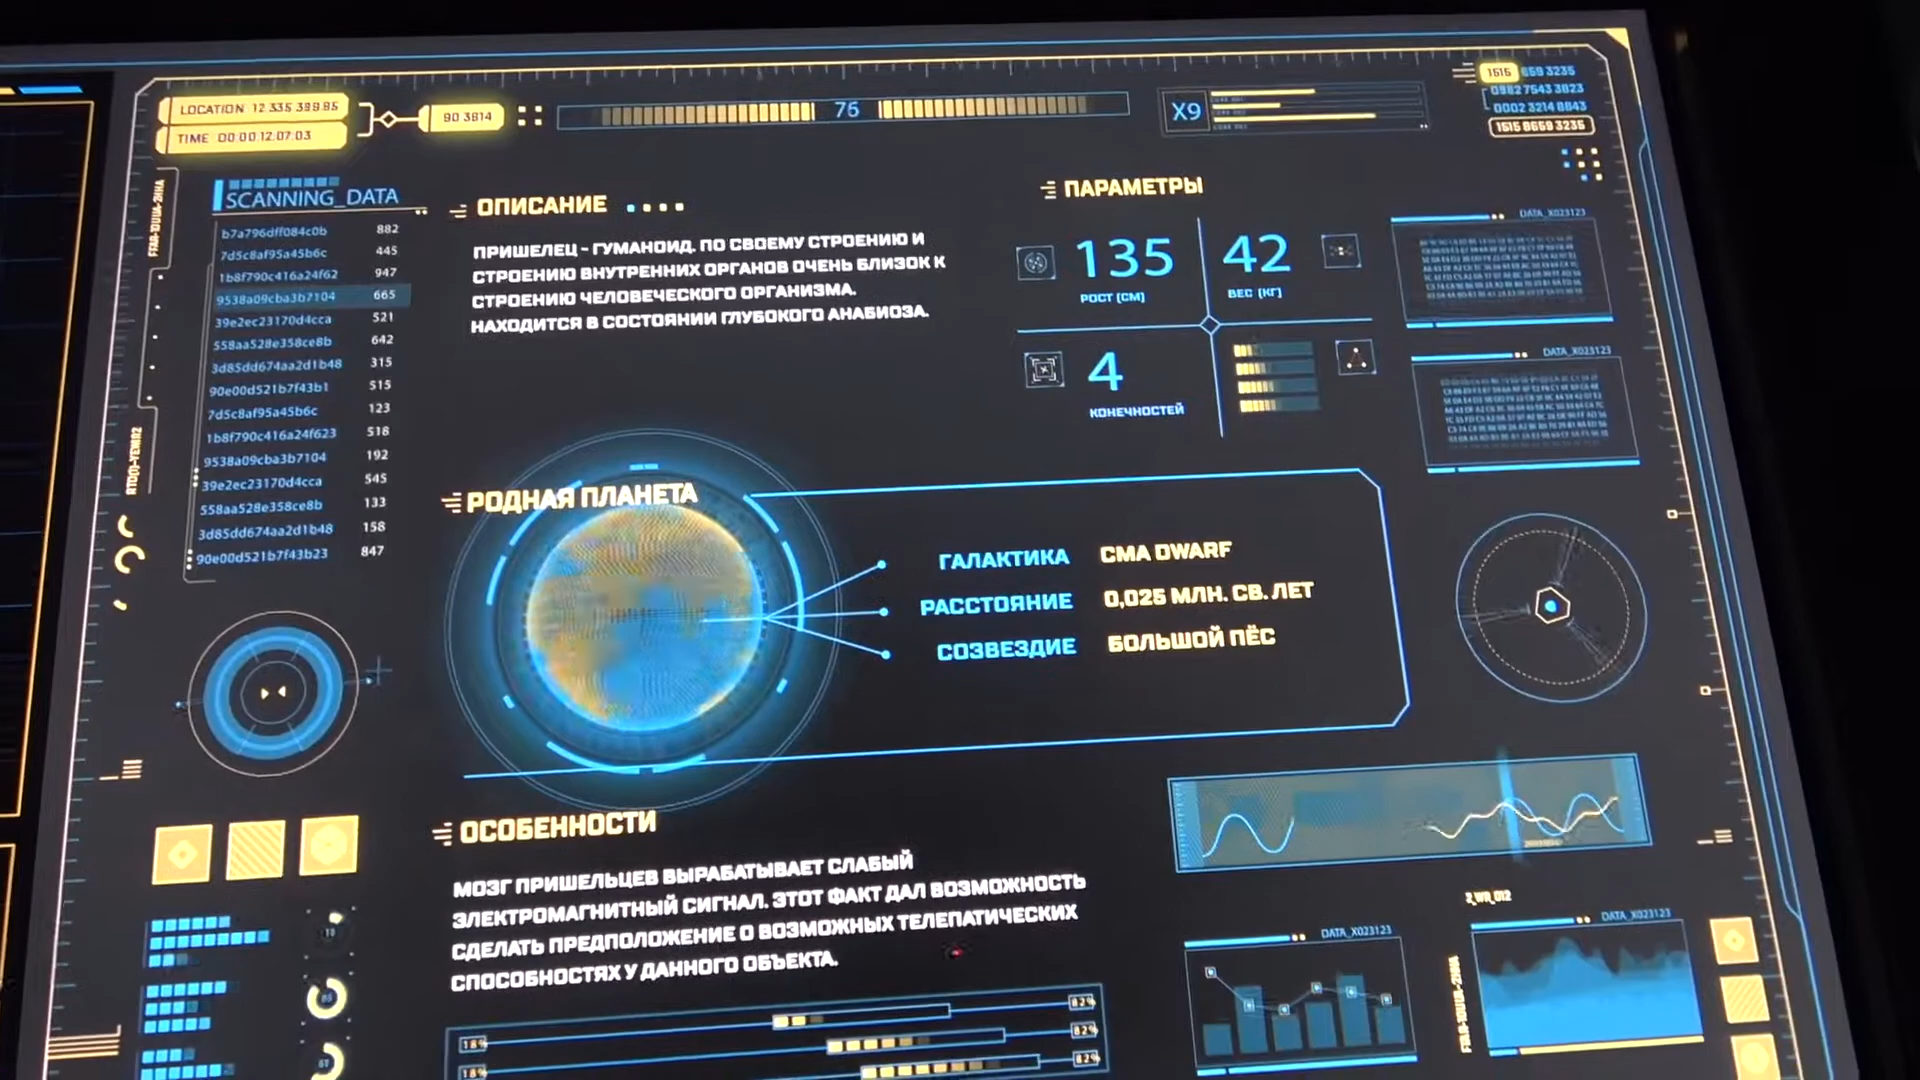 LOCATION 12 335 398.85
TIME 00:00:12.07:03
90 3814
76
X9
1515 659 3235
0982 7543 3823
0002 3214 8843
1515 8659 3235
SCANNING_DATA
b7a796dff084c0b 882
7d5c8af95a45b6c 445
1b8f790c416a24f62 947
9538a09cba3b7104 665
39e2ec23170d4cca 521
558aa528e358ce8b 642
3d85dd674aa2d1b48 315
90e00d521b7f43b1 515
7d5c8af95a45b6c 123
1b8f790c416a24f623 518
9538a09cba3b7104 192
39e2ec23170d4cca 545
558aa528e358ce8b 133
3d85dd674aa2d1b48 158
90e00d521b7f43b23 847
ОПИСАНИЕ
ПРИШЕЛЕЦ - ГУМАНОИД. ПО СВОЕМУ СТРОЕНИЮ И
СТРОЕНИЮ ВНУТРЕННИХ ОРГАНОВ ОЧЕНЬ БЛИЗОК К
СТРОЕНИЮ ЧЕЛОВЕЧЕСКОГО ОРГАНИЗМА.
НАХОДИТСЯ В СОСТОЯНИИ ГЛУБОКОГО АНАБИОЗА.
ПАРАМЕТРЫ
135
РОСТ (СМ)
42
ВЕС (КГ)
4
КОНЕЧНОСТЕЙ
DATA_X023123
DATA_X023123
РОДНАЯ ПЛАНЕТА
ГАЛАКТИКА CMA DWARF
РАССТОЯНИЕ 0,025 МЛН. СВ. ЛЕТ
СОЗВЕЗДИЕ БОЛЬШОЙ ПЁС
ОСОБЕННОСТИ
МОЗГ ПРИШЕЛЬЦЕВ ВЫРАБАТЫВАЕТ СЛАБЫЙ
ЭЛЕКТРОМАГНИТНЫЙ СИГНАЛ. ЭТОТ ФАКТ ДАЛ ВОЗМОЖНОСТЬ
СДЕЛАТЬ ПРЕДПОЛОЖЕНИЕ О ВОЗМОЖНЫХ ТЕЛЕПАТИЧЕСКИХ
СПОСОБНОСТЯХ У ДАННОГО ОБЪЕКТА.
18% 82%
18% 82%
82%
DATA_X023123
DATA_X023123